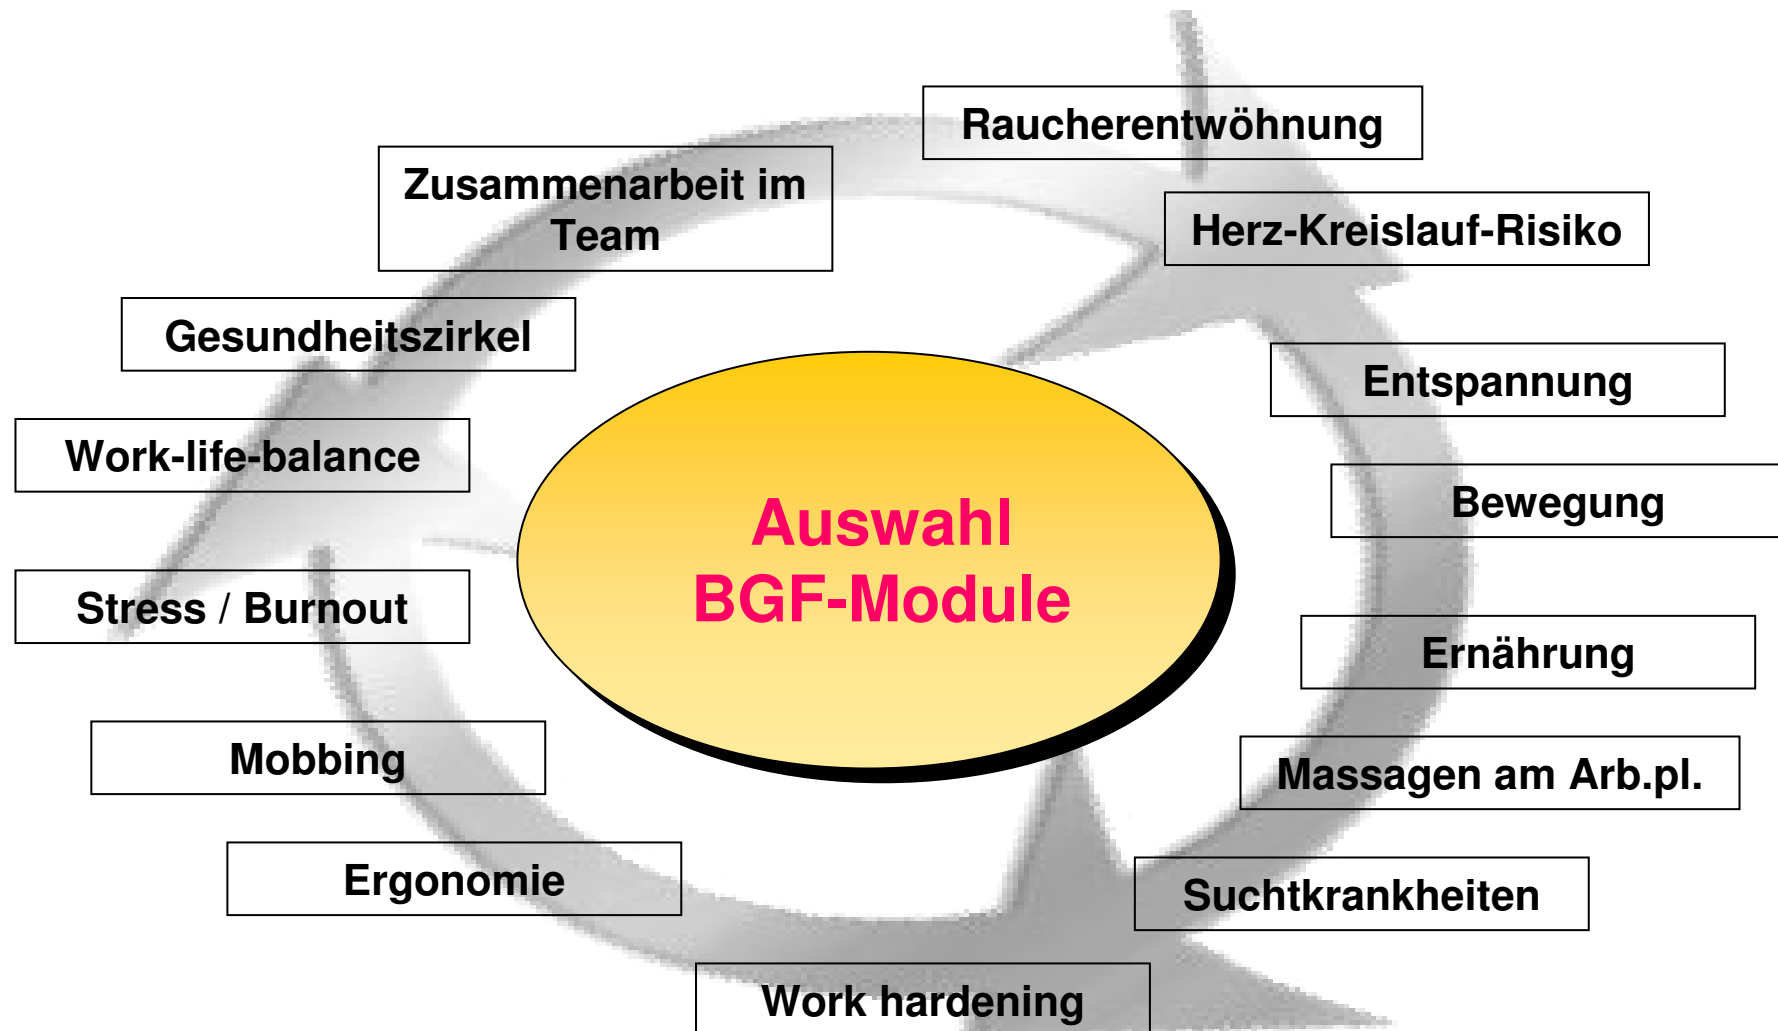 Raucherentwöhnung
Zusammenarbeit im
Team
Herz-Kreislauf-Risiko
Gesundheitszirkel
Entspannung
Work-life-balance
Bewegung
Auswahl
BGF-Module
Stress / Burnout
Ernährung
Mobbing
Massagen am Arb.pl.
Ergonomie
Suchtkrankheiten
Work hardening